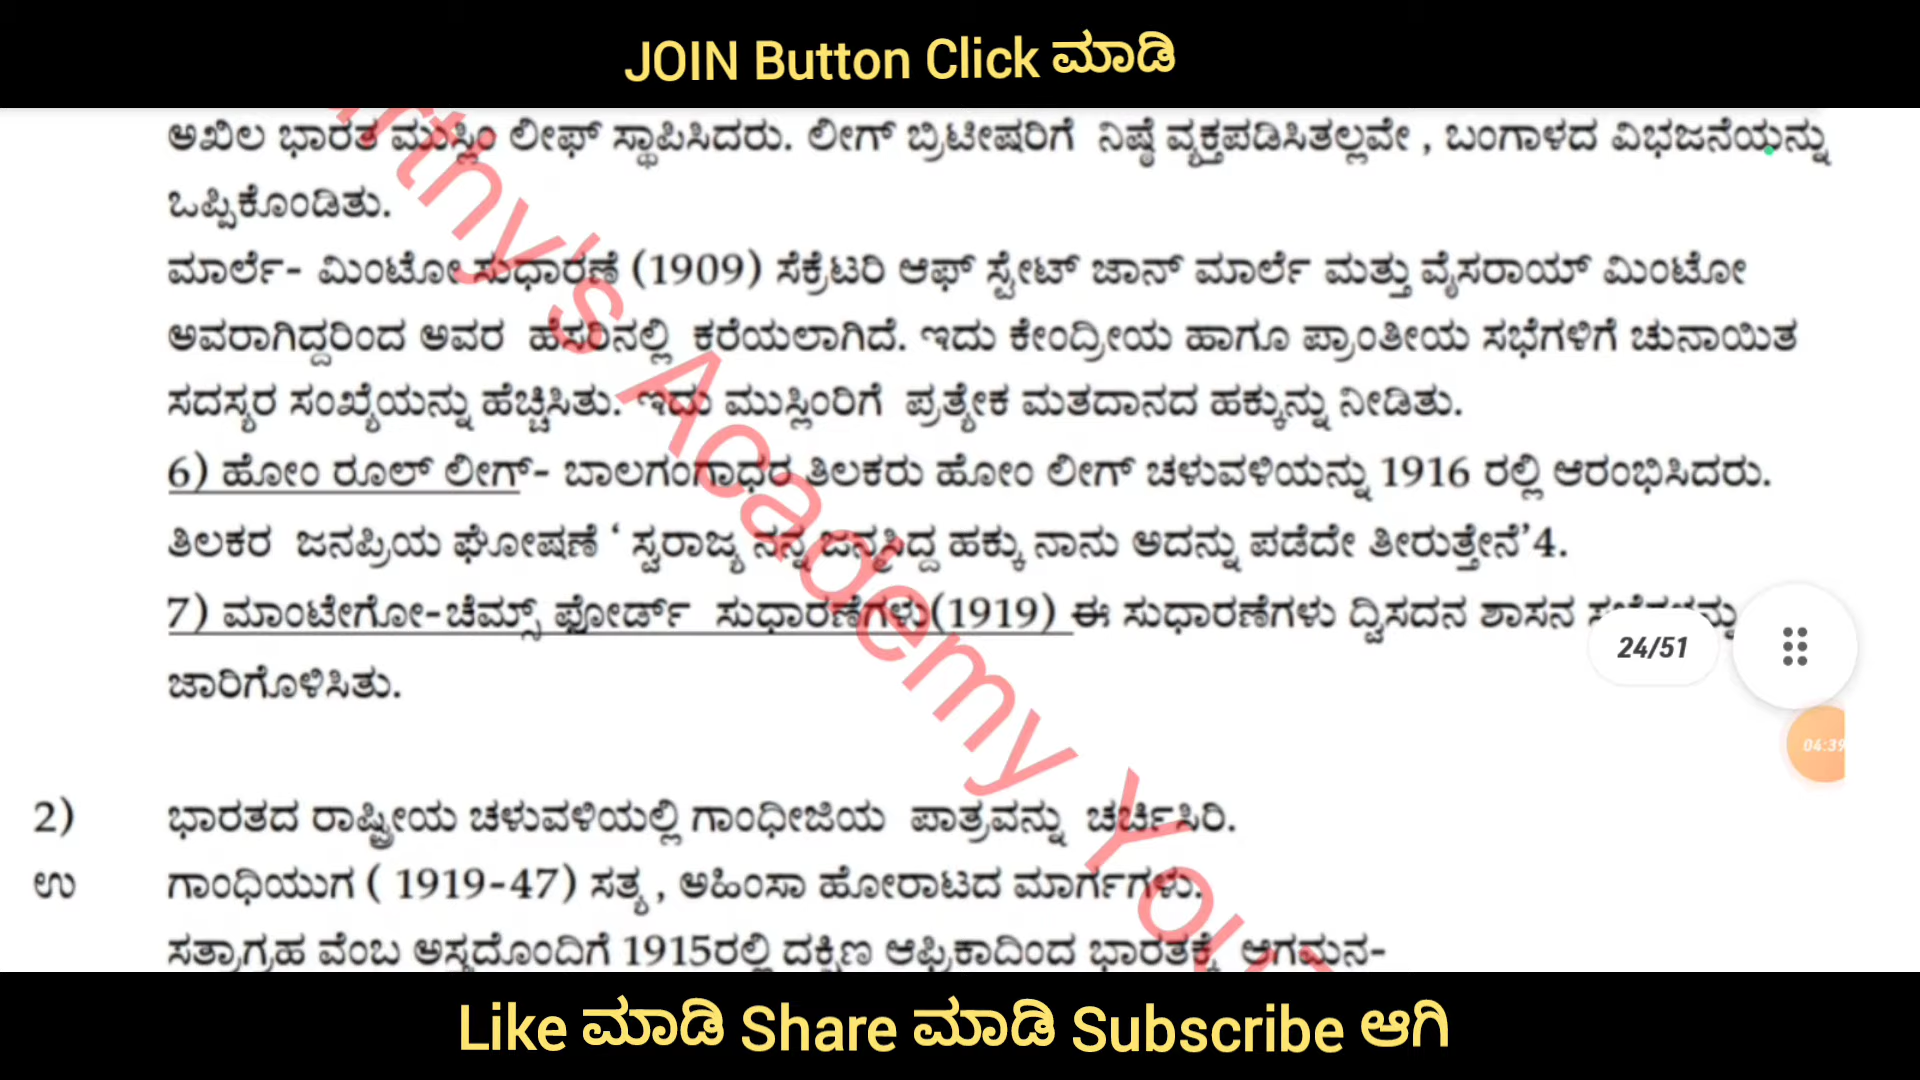 JOIN Button Click ಮಾಡಿ
ಅಖಿಲ ಭಾರತ ಮುಸ್ಲಿಂ ಲೀಫ್ ಸ್ಥಾಪಿಸಿದರು. ಲೀಗ್ ಬ್ರಿಟೀಷರಿಗೆ ನಿಷ್ಠೆ ವ್ಯಕ್ತಪಡಿಸಿತಲ್ಲವೇ , ಬಂಗಾಳದ ವಿಭಜನೆಯನ್ನು
ಒಪ್ಪಿಕೊಂಡಿತು.
ಮಾರ್ಲೆ- ಮಿಂಟೋ ಸುಧಾರಣೆ (1909) ಸೆಕ್ರೆಟರಿ ಆಫ್ ಸ್ಟೇಟ್ ಜಾನ್ ಮಾರ್ಲೆ ಮತ್ತು ವೈಸರಾಯ್ ಮಿಂಟೋ
ಅವರಾಗಿದ್ದರಿಂದ ಅವರ ಹೆಸರಿನಲ್ಲಿ ಕರೆಯಲಾಗಿದೆ. ಇದು ಕೇಂದ್ರೀಯ ಹಾಗೂ ಪ್ರಾಂತೀಯ ಸಭೆಗಳಿಗೆ ಚುನಾಯಿತ
ಸದಸ್ಯರ ಸಂಖ್ಯೆಯನ್ನು ಹೆಚ್ಚಿಸಿತು. ಇದು ಮುಸ್ಲಿಂರಿಗೆ ಪ್ರತ್ಯೇಕ ಮತದಾನದ ಹಕ್ಕುನ್ನು ನೀಡಿತು.
6) ಹೋಂ ರೂಲ್ ಲೀಗ್- ಬಾಲಗಂಗಾಧರ ತಿಲಕರು ಹೋಂ ಲೀಗ್ ಚಳುವಳಿಯನ್ನು 1916 ರಲ್ಲಿ ಆರಂಭಿಸಿದರು.
ತಿಲಕರ ಜನಪ್ರಿಯ ಘೋಷಣೆ ‘ ಸ್ವರಾಜ್ಯ ನನ್ನ ಜನ್ಮಸಿದ್ದ ಹಕ್ಕು ನಾನು ಅದನ್ನು ಪಡೆದೇ ತೀರುತ್ತೇನೆ’4.
7) ಮಾಂಟೇಗೋ-ಚೆಮ್ಸ್ ಫೋರ್ಡ್ ಸುಧಾರಣೆಗಳು(1919) ಈ ಸುಧಾರಣೆಗಳು ದ್ವಿಸದನ ಶಾಸನ
ಜಾರಿಗೊಳಿಸಿತು.
24/51
04:39
2) ಭಾರತದ ರಾಷ್ಟ್ರೀಯ ಚಳುವಳಿಯಲ್ಲಿ ಗಾಂಧೀಜಿಯ ಪಾತ್ರವನ್ನು ಚರ್ಚಿಸಿರಿ.
ಉ ಗಾಂಧಿಯುಗ ( 1919-47) ಸತ್ಯ , ಅಹಿಂಸಾ ಹೋರಾಟದ ಮಾರ್ಗಗಳು.
ಸತ್ಯಾಗ್ರಹ ವೆಂಬ ಅಸ್ತ್ರದೊಂದಿಗೆ 1915ರಲ್ಲಿ ದಕ್ಷಿಣ ಆಫ್ರಿಕಾದಿಂದ ಭಾರತಕ್ಕೆ ಆಗಮನ-
Like ಮಾಡಿ Share ಮಾಡಿ Subscribe ಆಗಿ
arthy's Academy